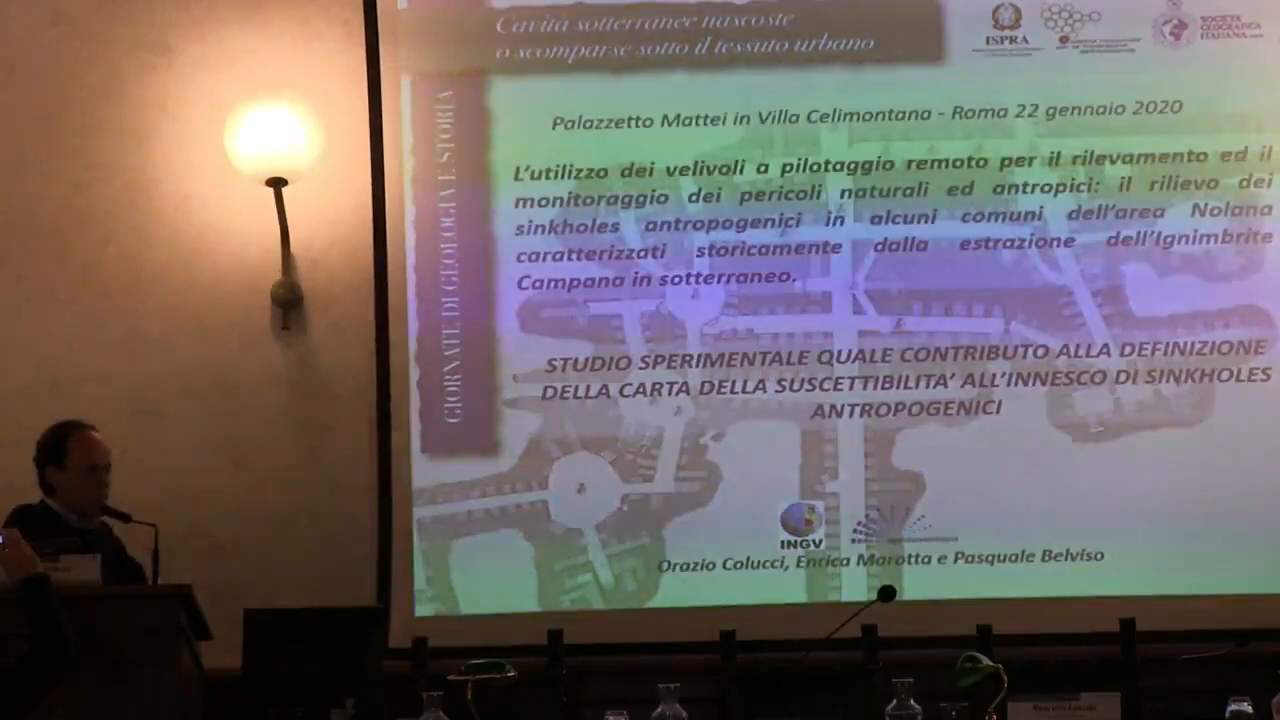 Cavità sotterranee nascoste
o scomparse sotto il tessuto urbano
ISPRA
SOCIETÀ
GEOGRAFICA
ITALIANA
GIORNATE DI GEOLOGIA E STORIA
Palazzetto Mattei in Villa Celimontana - Roma 22 gennaio 2020
L'utilizzo dei velivoli a pilotaggio remoto per il rilevamento ed il
monitoraggio dei pericoli naturali ed antropici: il rilievo dei
sinkholes antropogenici in alcuni comuni dell'area Nolana
caratterizzati storicamente dalla estrazione dell'Ignimbrite
Campana in sotterraneo.
STUDIO SPERIMENTALE QUALE CONTRIBUTO ALLA DEFINIZIONE
DELLA CARTA DELLA SUSCETTIBILITA' ALL'INNESCO DI SINKHOLES
ANTROPOGENICI
INGV
Orazio Colucci, Enrica Marotta e Pasquale Belviso